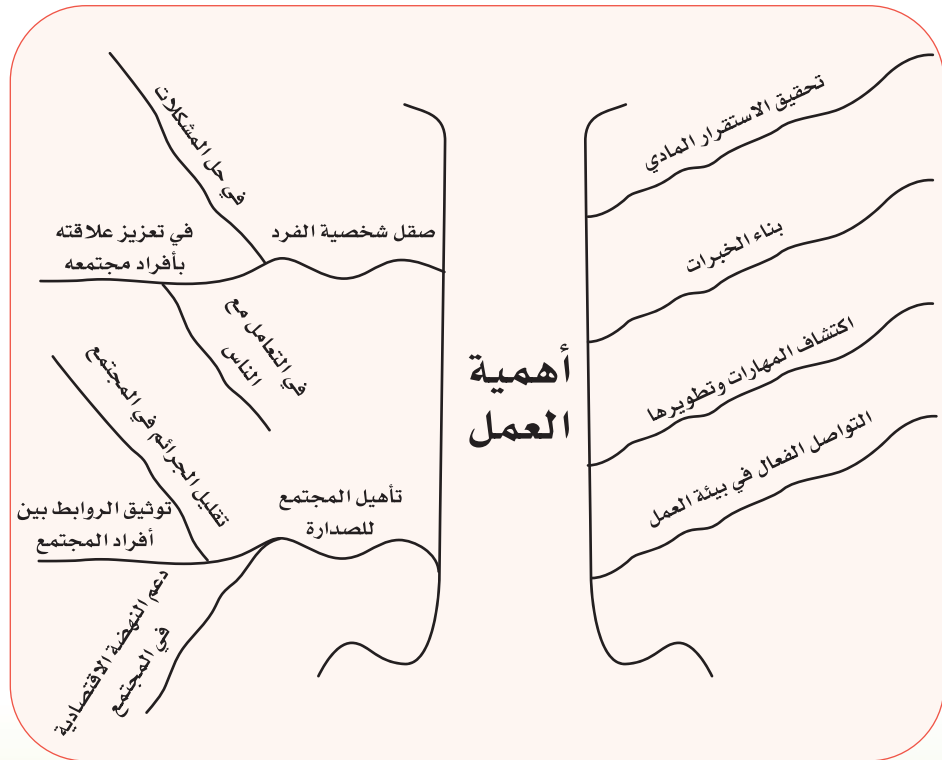 أهمية
العمل
تحقيق الاستقرار المادي
بناء الخبرات
اكتشاف المهارات وتطويرها
التواصل الفعال في بيئة العمل
صقل شخصية الفرد
في حل المشكلات
في تعزيز علاقته
بأفراد مجتمعه
في التعامل مع
الناس
تأهيل المجتمع
للصدارة
تقليل الجرائم في المجتمع
توثيق الروابط بين
أفراد المجتمع
دعم النهضة الاقتصادية
في المجتمع